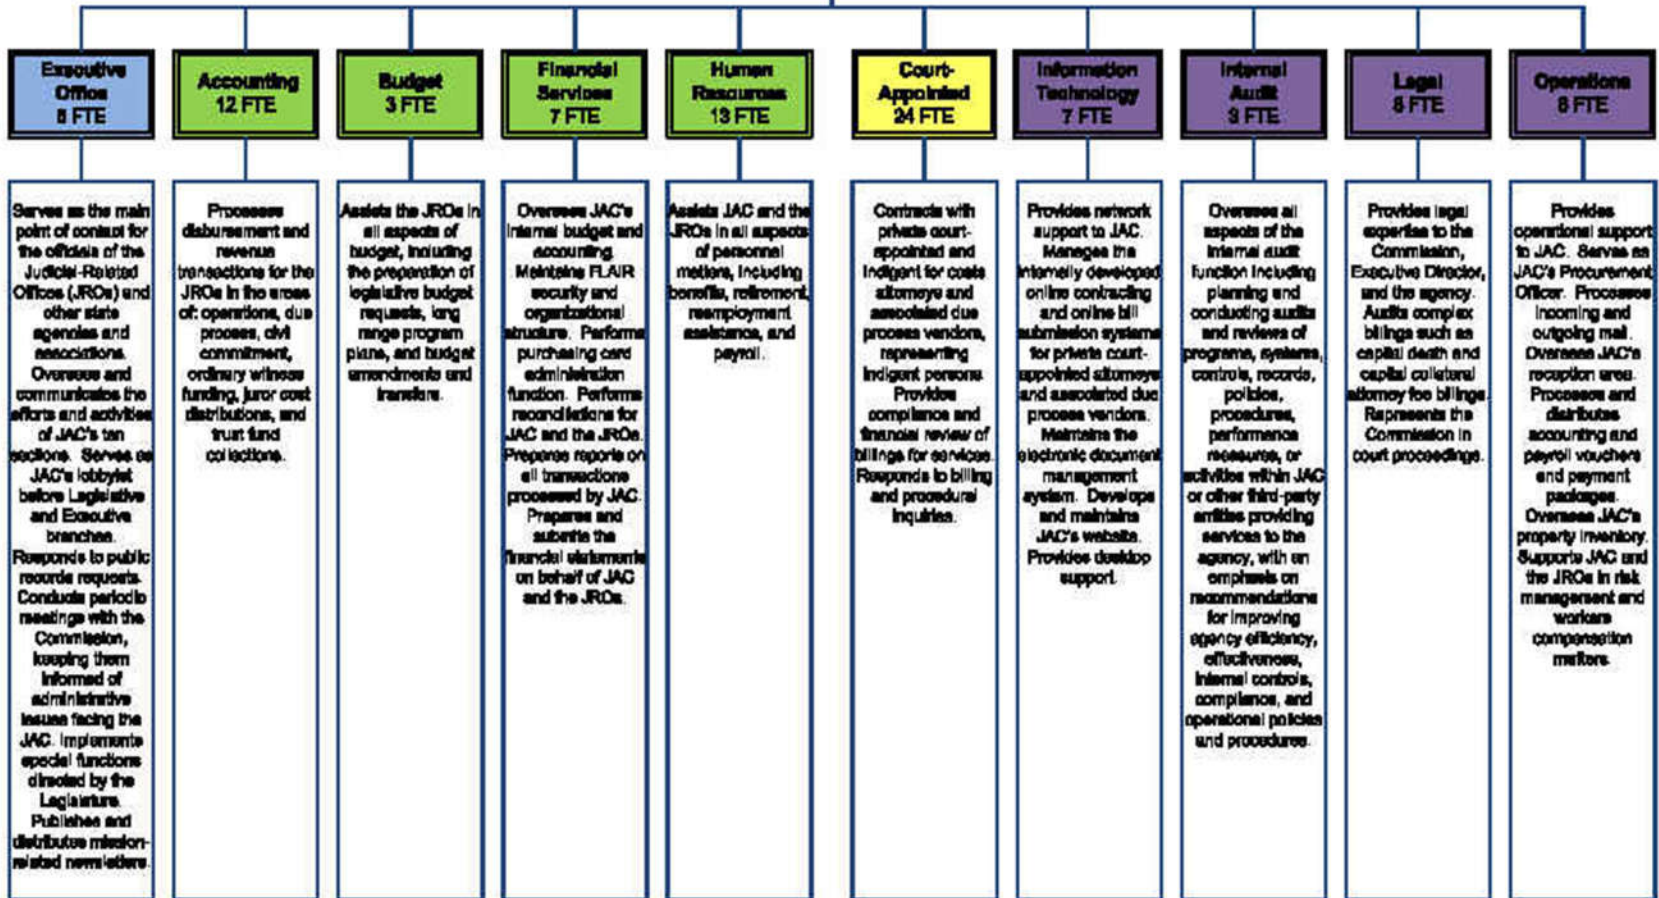 Executive
Office
FTE
Accounting
12 FTE
Budget
3 FTE
Financial
Services
7 FTE
Human
Resources
13 FTE
Court-
Appointed
24 FTE
Information
Technology
7 FTE
Internal
Audit
3 FTE
Legal
FTE
Operations
FTE
Serves as the main
point of contact for
the officials of the
Judicial-Related
Offices (JROs) and
other state
agencies and
associations.
Oversees and
communicates the
efforts and activities
of JAC's ten
sections. Serves as
JAC's lobbyist
before Legislative
and Executive
branches.
Responds to public
records requests.
Conducts periodic
meetings with the
Commission,
keeping them
informed of
administrative
issues facing the
JAC. Implements
special functions
directed by the
Legislature.
Publishes and
distributes mission-
related newsletters.
Processes
disbursement and
revenue
transactions for the
JROs in the areas
of: operations, due
process, civil
commitment,
ordinary witness
funding, juror cost
distributions, and
trust fund
collections.
Assists the JROs in
all aspects of
budget, including
the preparation of
legislative budget
requests, long
range program
plans, and budget
amendments and
transfers.
Oversees JAC's
internal budget and
accounting.
Maintains FLAIR
security and
organizational
structure. Performs
purchasing card
administration
function. Performs
reconciliations for
JAC and the JROs.
Prepares reports on
all transactions
processed by JAC.
Prepares and
submits the
financial statements
on behalf of JAC
and the JROs.
Assists JAC and the
JROs in all aspects
of personnel
matters, including
benefits, retirement,
reemployment
assistance, and
payroll.
Contracts with
private court-
appointed and
indigent for costs
attorneys and
associated due
process vendors,
representing
indigent persons.
Provides
compliance and
financial review of
billings for services.
Responds to billing
and procedural
inquiries.
Provides network
support to JAC.
Manages the
internally developed
online contracting
and online bill
submission systems
for private court-
appointed attorneys
and associated due
process vendors.
Maintains the
electronic document
management
system. Develops
and maintains
JAC's website.
Provides desktop
support.
Oversees all
aspects of the
internal audit
function including
planning and
conducting audits
and reviews of
programs, systems,
controls, records,
policies,
procedures,
performance
measures, or
activities within JAC
or other third-party
entities providing
services to the
agency, with an
emphasis on
recommendations
for improving
agency efficiency,
effectiveness,
internal controls,
compliance, and
operational policies
and procedures.
Provides legal
expertise to the
Commission,
Executive Director,
and the agency.
Audits complex
billings such as
capital death and
capital collateral
attorney fee billings.
Represents the
Commission in
court proceedings.
Provides
operational support
to JAC. Serves as
JAC's Procurement
Officer. Processes
incoming and
outgoing mail.
Oversees JAC's
reception area.
Processes and
distributes
accounting and
payroll vouchers
and payment
packages.
Oversees JAC's
property inventory.
Supports JAC and
the JROs in risk
management and
workers
compensation
matters.